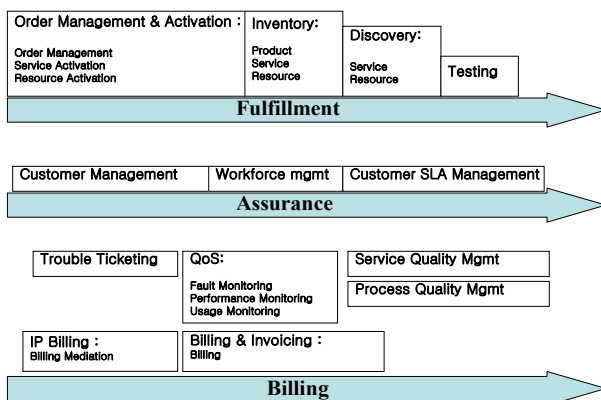 Order Management & Activation :
Order Management
Service Activation
Resource Activation
Inventory:
Product
Service
Resource
Discovery:
Service
Resource
Testing
Fulfillment
Customer Management
Workforce mgmt
Customer SLA Management
Assurance
Trouble Ticketing
QoS:
Fault Monitoring
Performance Monitoring
Usage Monitoring
Service Quality Mgmt
Process Quality Mgmt
IP Billing :
Billing Mediation
Billing & Invoicing :
Billing
Billing